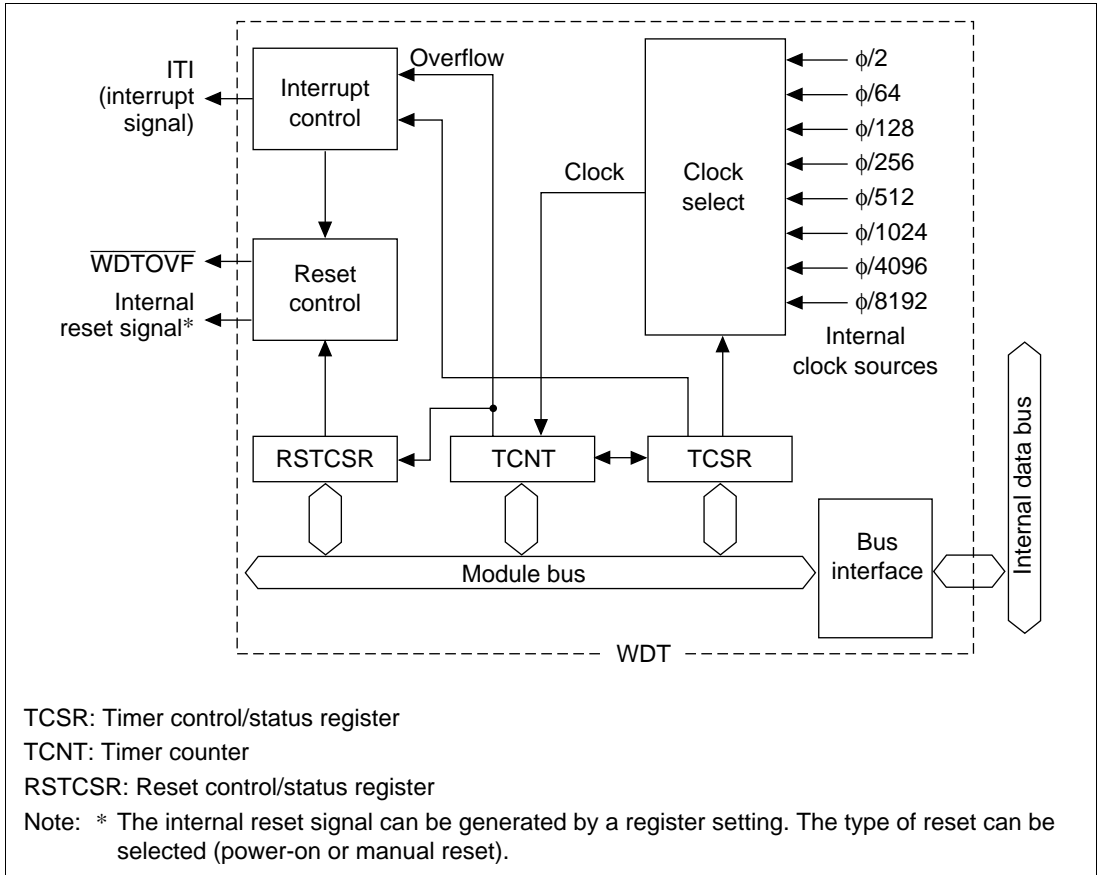 Overflow
ITI
(interrupt
signal)
Interrupt
control
Clock
Clock
select
ϕ/2
ϕ/64
ϕ/128
ϕ/256
ϕ/512
ϕ/1024
ϕ/4096
ϕ/8192
Internal
clock sources
WDTOVF
Internal
reset signal*
Reset
control
RSTCSR
TCNT
TCSR
Module bus
Bus
interface
Internal data bus
WDT
TCSR: Timer control/status register
TCNT: Timer counter
RSTCSR: Reset control/status register
Note: * The internal reset signal can be generated by a register setting. The type of reset can be
selected (power-on or manual reset).